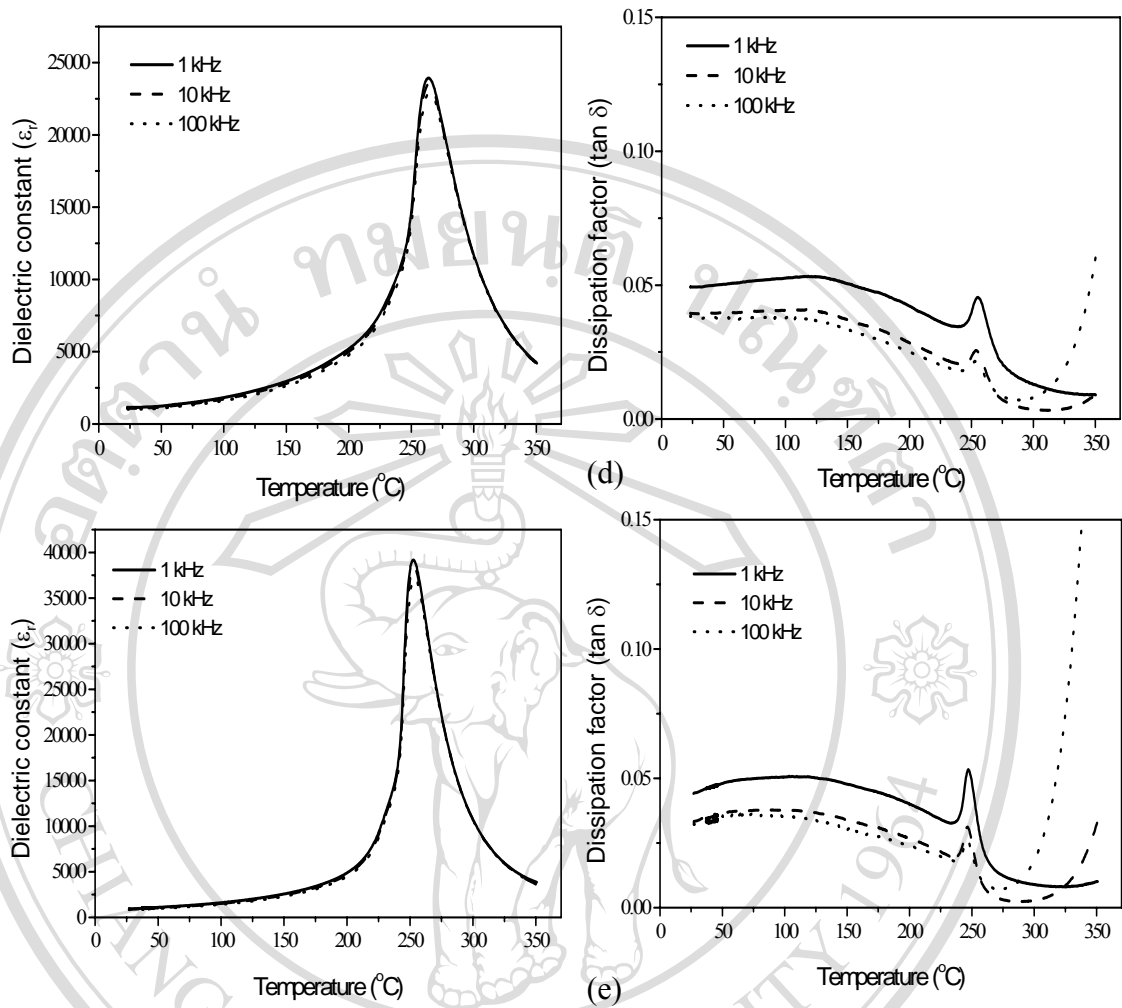 25000
20000
15000
10000
5000
0
Dielectric constant (εr)
1 kHz
10 kHz
100 kHz
0 50 100 150 200 250 300 350
Temperature (°C)
0.15
0.10
0.05
0.00
Dissipation factor (tan δ)
1 kHz
10 kHz
100 kHz
0 50 100 150 200 250 300 350
Temperature (°C)
(d)
40000
35000
30000
25000
20000
15000
10000
5000
0
Dielectric constant (εr)
1 kHz
10 kHz
100 kHz
0 50 100 150 200 250 300 350
Temperature (°C)
0.15
0.10
0.05
0.00
Dissipation factor (tan δ)
1 kHz
10 kHz
100 kHz
0 50 100 150 200 250 300 350
Temperature (°C)
(e)
1964